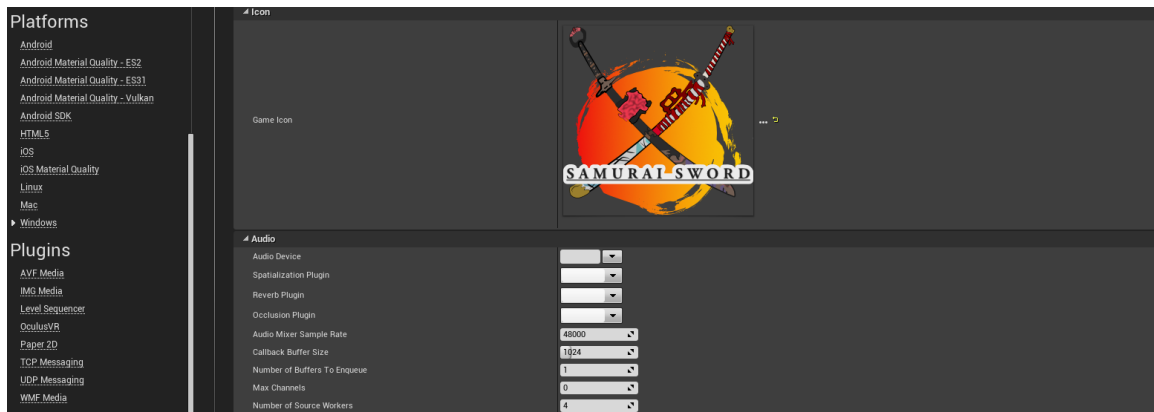 Platforms
Android
Android Material Quality - ES2
Android Material Quality - ES31
Android Material Quality - Vulkan
Android SDK
HTML5
iOS
iOS Material Quality
Linux
Mac
Windows
Plugins
AVF Media
IMG Media
Level Sequencer
OculusVR
Paper 2D
TCP Messaging
UDP Messaging
WMF Media
Icon
Game Icon
SAMURAI SWORD
Audio
Audio Device
Spatialization Plugin
Reverb Plugin
Occlusion Plugin
Audio Mixer Sample Rate 48000
Callback Buffer Size 1024
Number of Buffers To Enqueue 1
Max Channels 0
Number of Source Workers 4